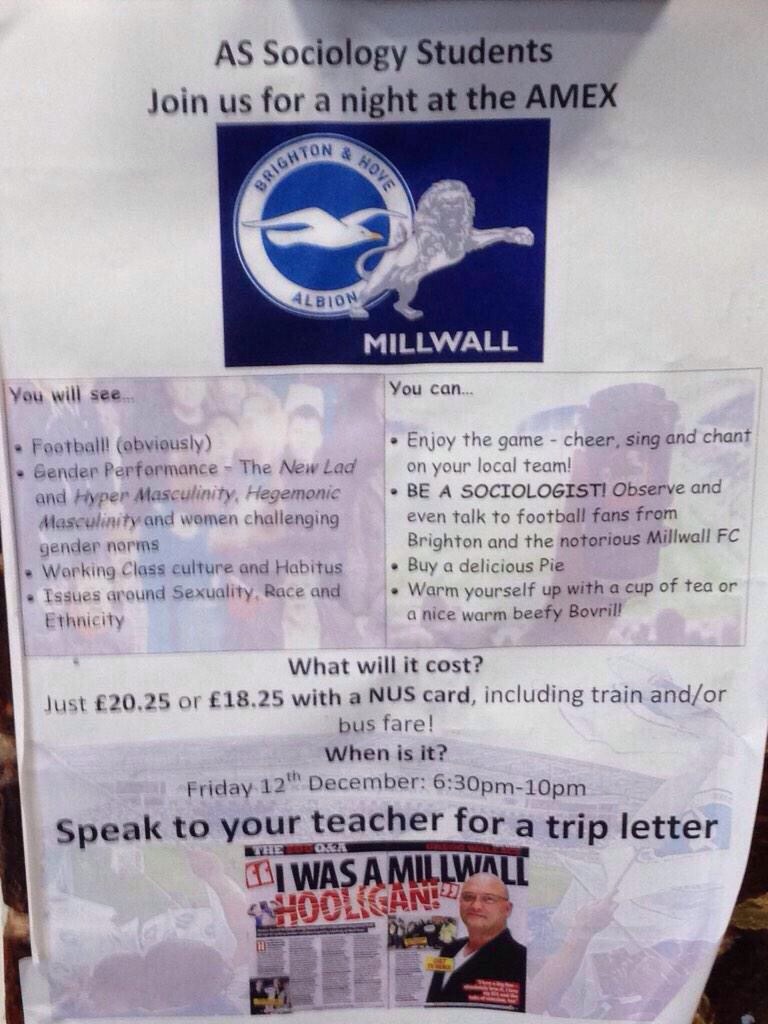 AS Sociology Students
Join us for a night at the AMEX
BRIGHTON & HOVE
ALBION
MILLWALL
You will see...
• Football! (obviously)
• Gender Performance – The New Lad
and Hyper Masculinity, Hegemonic
Masculinity and women challenging
gender norms
• Working Class culture and Habitus
• Issues around Sexuality, Race and
Ethnicity
You can...
• Enjoy the game - cheer, sing and chant
on your local team!
• BE A SOCIOLOGIST! Observe and
even talk to football fans from
Brighton and the notorious Millwall FC
• Buy a delicious Pie
• Warm yourself up with a cup of tea or
a nice warm beefy Bovril!
What will it cost?
Just £20.25 or £18.25 with a NUS card, including train and/or
bus fare!
When is it?
Friday 12th December: 6:30pm-10pm
Speak to your teacher for a trip letter
THE ZOO Q&A
“I WAS A MILLWALL
HOOLIGAN!”